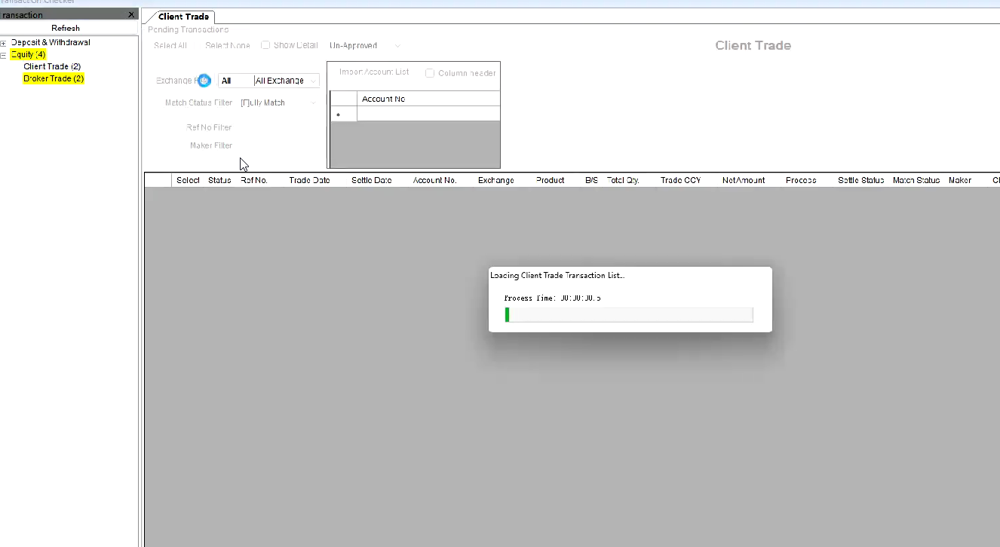 ransaction X
Refresh
Deposit & Withdrawal
Equity (4)
Client Trade (2)
Broker Trade (2)
Client Trade
Pending Transactions
Select All Select None Show Detail Un-Approved
Client Trade
Exchange All All Exchange
Match Status Filter [F]ully Match
Ref No Filter
Maker Filter
Import Account List Column header
Account No
*
Select Status Ref No. Trade Date Settle Date Account No. Exchange Product B/S Total Qty. Trade CCY Net Amount Process Settle Status Match Status Maker
Loading Client Trade Transaction List...
Process Time: 00:00:00.5